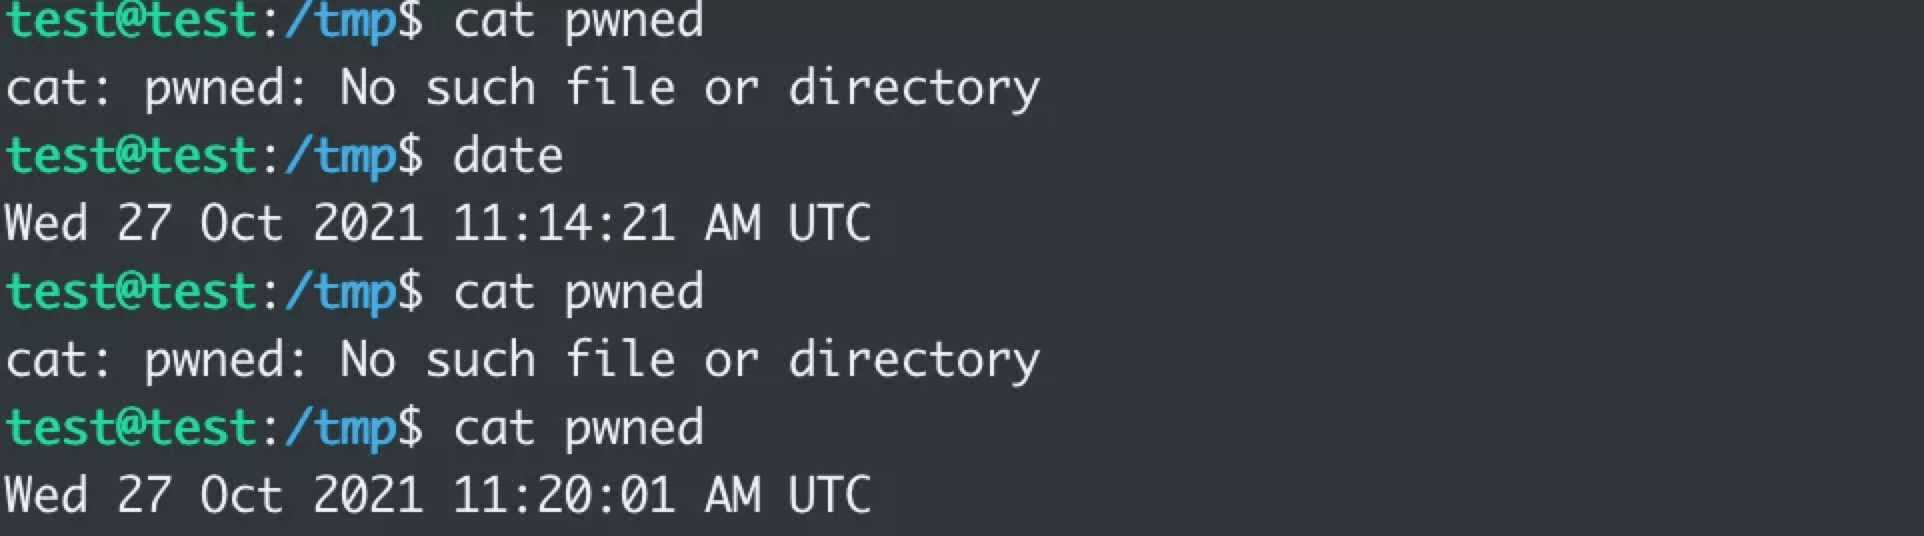 test@test:/tmp$ cat pwned
cat: pwned: No such file or directory
test@test:/tmp$ date
Wed 27 Oct 2021 11:14:21 AM UTC
test@test:/tmp$ cat pwned
cat: pwned: No such file or directory
test@test:/tmp$ cat pwned
Wed 27 Oct 2021 11:20:01 AM UTC